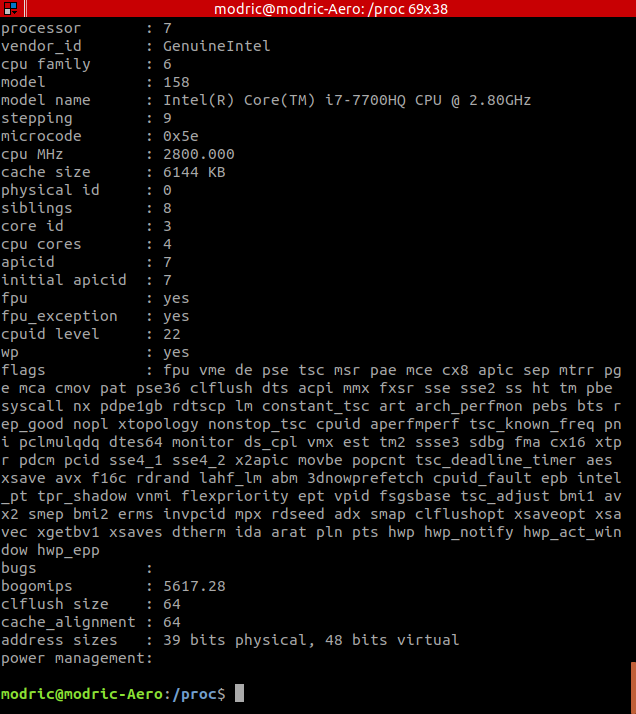 modric@modric-Aero: /proc 69x38
processor       : 7
vendor_id       : GenuineIntel
cpu family      : 6
model           : 158
model name      : Intel(R) Core(TM) i7-7700HQ CPU @ 2.80GHz
stepping        : 9
microcode       : 0x5e
cpu MHz         : 2800.000
cache size      : 6144 KB
physical id     : 0
siblings        : 8
core id         : 3
cpu cores       : 4
apicid          : 7
initial apicid  : 7
fpu             : yes
fpu_exception   : yes
cpuid level     : 22
wp              : yes
flags           : fpu vme de pse tsc msr pae mce cx8 apic sep mtrr pg
e mca cmov pat pse36 clflush dts acpi mmx fxsr sse sse2 ss ht tm pbe
syscall nx pdpe1gb rdtscp lm constant_tsc art arch_perfmon pebs bts r
ep_good nopl xtopology nonstop_tsc cpuid aperfmperf tsc_known_freq pn
i pclmulqdq dtes64 monitor ds_cpl vmx est tm2 ssse3 sdbg fma cx16 xtp
r pdcm pcid sse4_1 sse4_2 x2apic movbe popcnt tsc_deadline_timer aes
xsave avx f16c rdrand lahf_lm abm 3dnowprefetch cpuid_fault epb intel
_pt tpr_shadow vnmi flexpriority ept vpid fsgsbase tsc_adjust bmi1 av
x2 smep bmi2 erms invpcid mpx rdseed adx smap clflushopt xsaveopt xsa
vec xgetbv1 xsaves dtherm ida arat pln pts hwp hwp_notify hwp_act_win
dow hwp_epp
bugs            :
bogomips        : 5617.28
clflush size    : 64
cache_alignment : 64
address sizes   : 39 bits physical, 48 bits virtual
power management:
modric@modric-Aero:/proc$